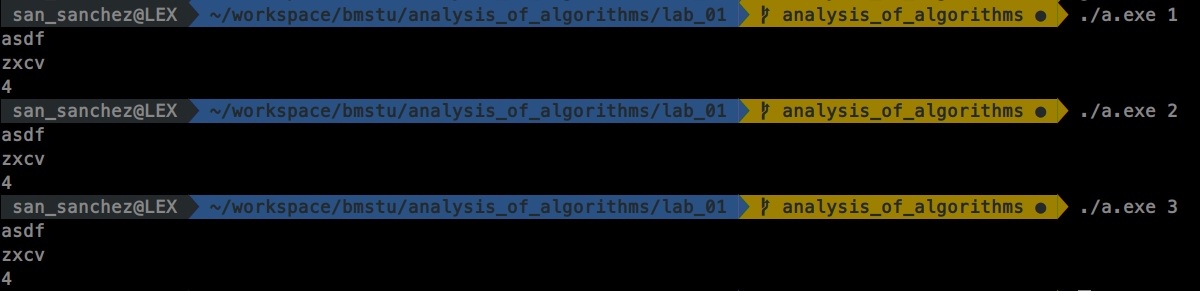 san_sanchez@LEX ~/workspace/bmstu/analysis_of_algorithms/lab_01 analysis_of_algorithms ● ./a.exe 1
asdf
zxcv
4
san_sanchez@LEX ~/workspace/bmstu/analysis_of_algorithms/lab_01 analysis_of_algorithms ● ./a.exe 2
asdf
zxcv
4
san_sanchez@LEX ~/workspace/bmstu/analysis_of_algorithms/lab_01 analysis_of_algorithms ● ./a.exe 3
asdf
zxcv
4